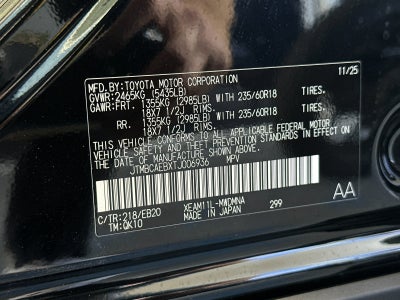 MFD.BY:TOYOTA MOTOR CORPORATION 11/25
GVWR:2465KG (5435LB)
GAWR:FRT. 1355KG (2985LB) WITH 235/60R18 TIRES.
18X7 1/2J RIMS.
RR. 1355KG (2985LB) WITH 235/60R18 TIRES.
18X7 1/2J RIMS.
THIS VEHICLE CONFORMS TO ALL APPLICABLE FEDERAL MOTOR
VEHICLE SAFETY STANDARDS IN EFFECT ON
THE DATE OF MANUFACTURE SHOWN ABOVE.
JTMBCAEBXTJ006936 MPV
AA
C/TR:218/EB20 XEAM11L-MWDMNA
TM:QK10 MADE IN JAPAN 299